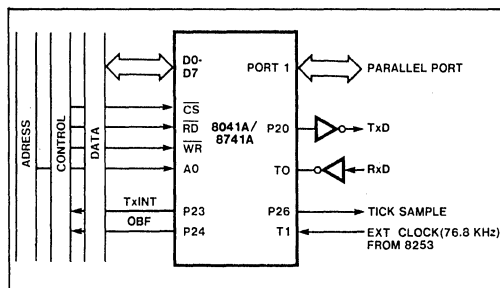 ADRESS
CONTROL
DATA
D0-
D7
PORT 1
PARALLEL PORT
CS
RD
WR
A0
8041A/
8741A
P20
TxD
TO
RxD
TxINT
P23
P26
TICK SAMPLE
OBF
P24
T1
EXT CLOCK(76.8 KHz)
FROM 8253